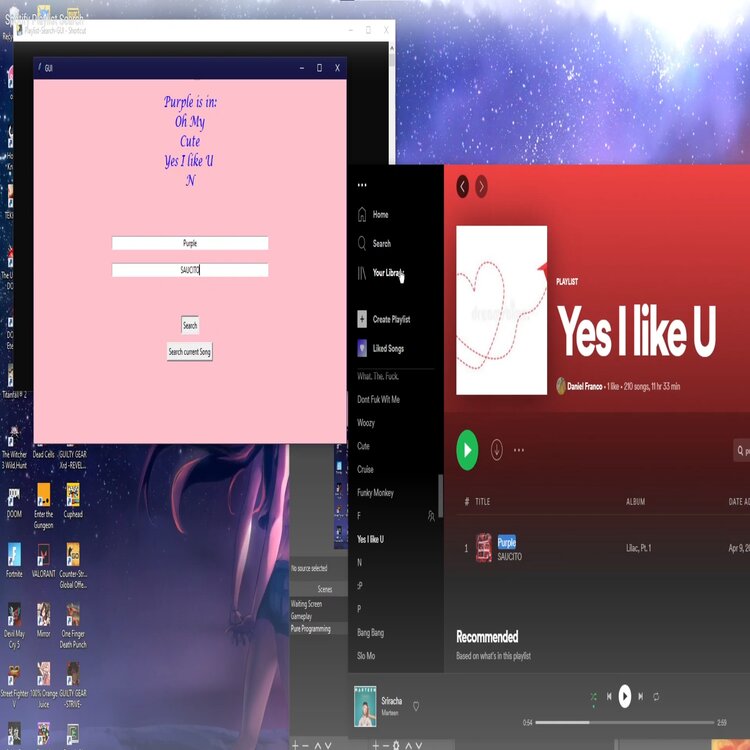 Spotify Playlist Search
Playlist-Search-GUI - Shortcut
GUI
Purple is in:
Oh My
Cute
Yes I like U
N
Purple
SAUCITO
Search
Search current Song
Home
Search
Your Library
Create Playlist
Liked Songs
What. The. Fuck.
Dont Fuk Wit Me
Woozy
Cute
Cruise
Funky Monkey
F
Yes I like U
N
:P
P
Bang Bang
Slo Mo
PLAYLIST
Yes I like U
Daniel Franco • 1 like • 210 songs, 11 hr 33 min
# TITLE ALBUM DATE
1 Purple Lilac, Pt. 1 Apr 9,
SAUCITO
Recommended
Based on what's in this playlist
Sriracha
Marteen
0:54 2:59
Titanfall® 2
The Witcher
3 Wild Hunt
Dead Cells
GUILTY GEAR
Xrd -REVEL...
DOOM
Enter the
Gungeon
Cuphead
Fortnite
VALORANT
Counter-Str...
Global Offe...
Devil May
Cry 5
Mirror
One Finger
Death Punch
Street Fighter
V
100% Orange
Juice
GUILTY GEAR
-STRIVE-
No source selected
Scenes
Waiting Screen
Gameplay
Pure Programming